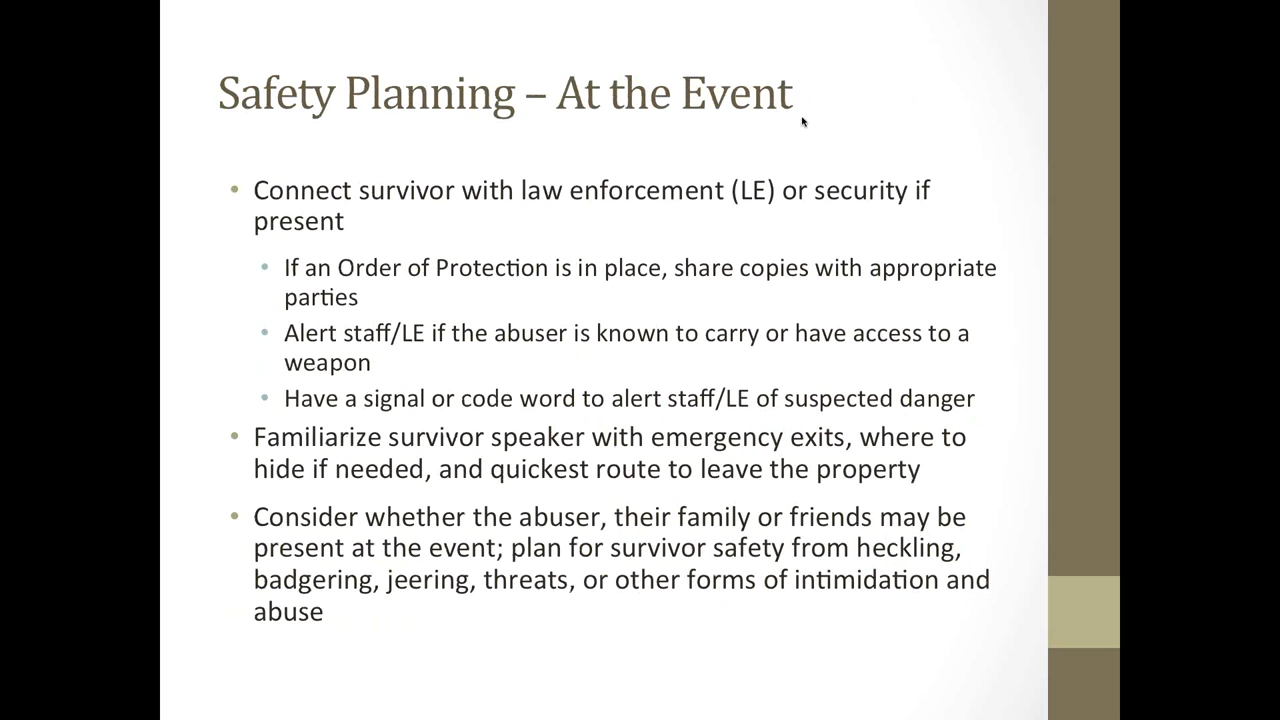 Safety Planning – At the Event
• Connect survivor with law enforcement (LE) or security if
present
• If an Order of Protection is in place, share copies with appropriate
parties
• Alert staff/LE if the abuser is known to carry or have access to a
weapon
• Have a signal or code word to alert staff/LE of suspected danger
• Familiarize survivor speaker with emergency exits, where to
hide if needed, and quickest route to leave the property
• Consider whether the abuser, their family or friends may be
present at the event; plan for survivor safety from heckling,
badgering, jeering, threats, or other forms of intimidation and
abuse